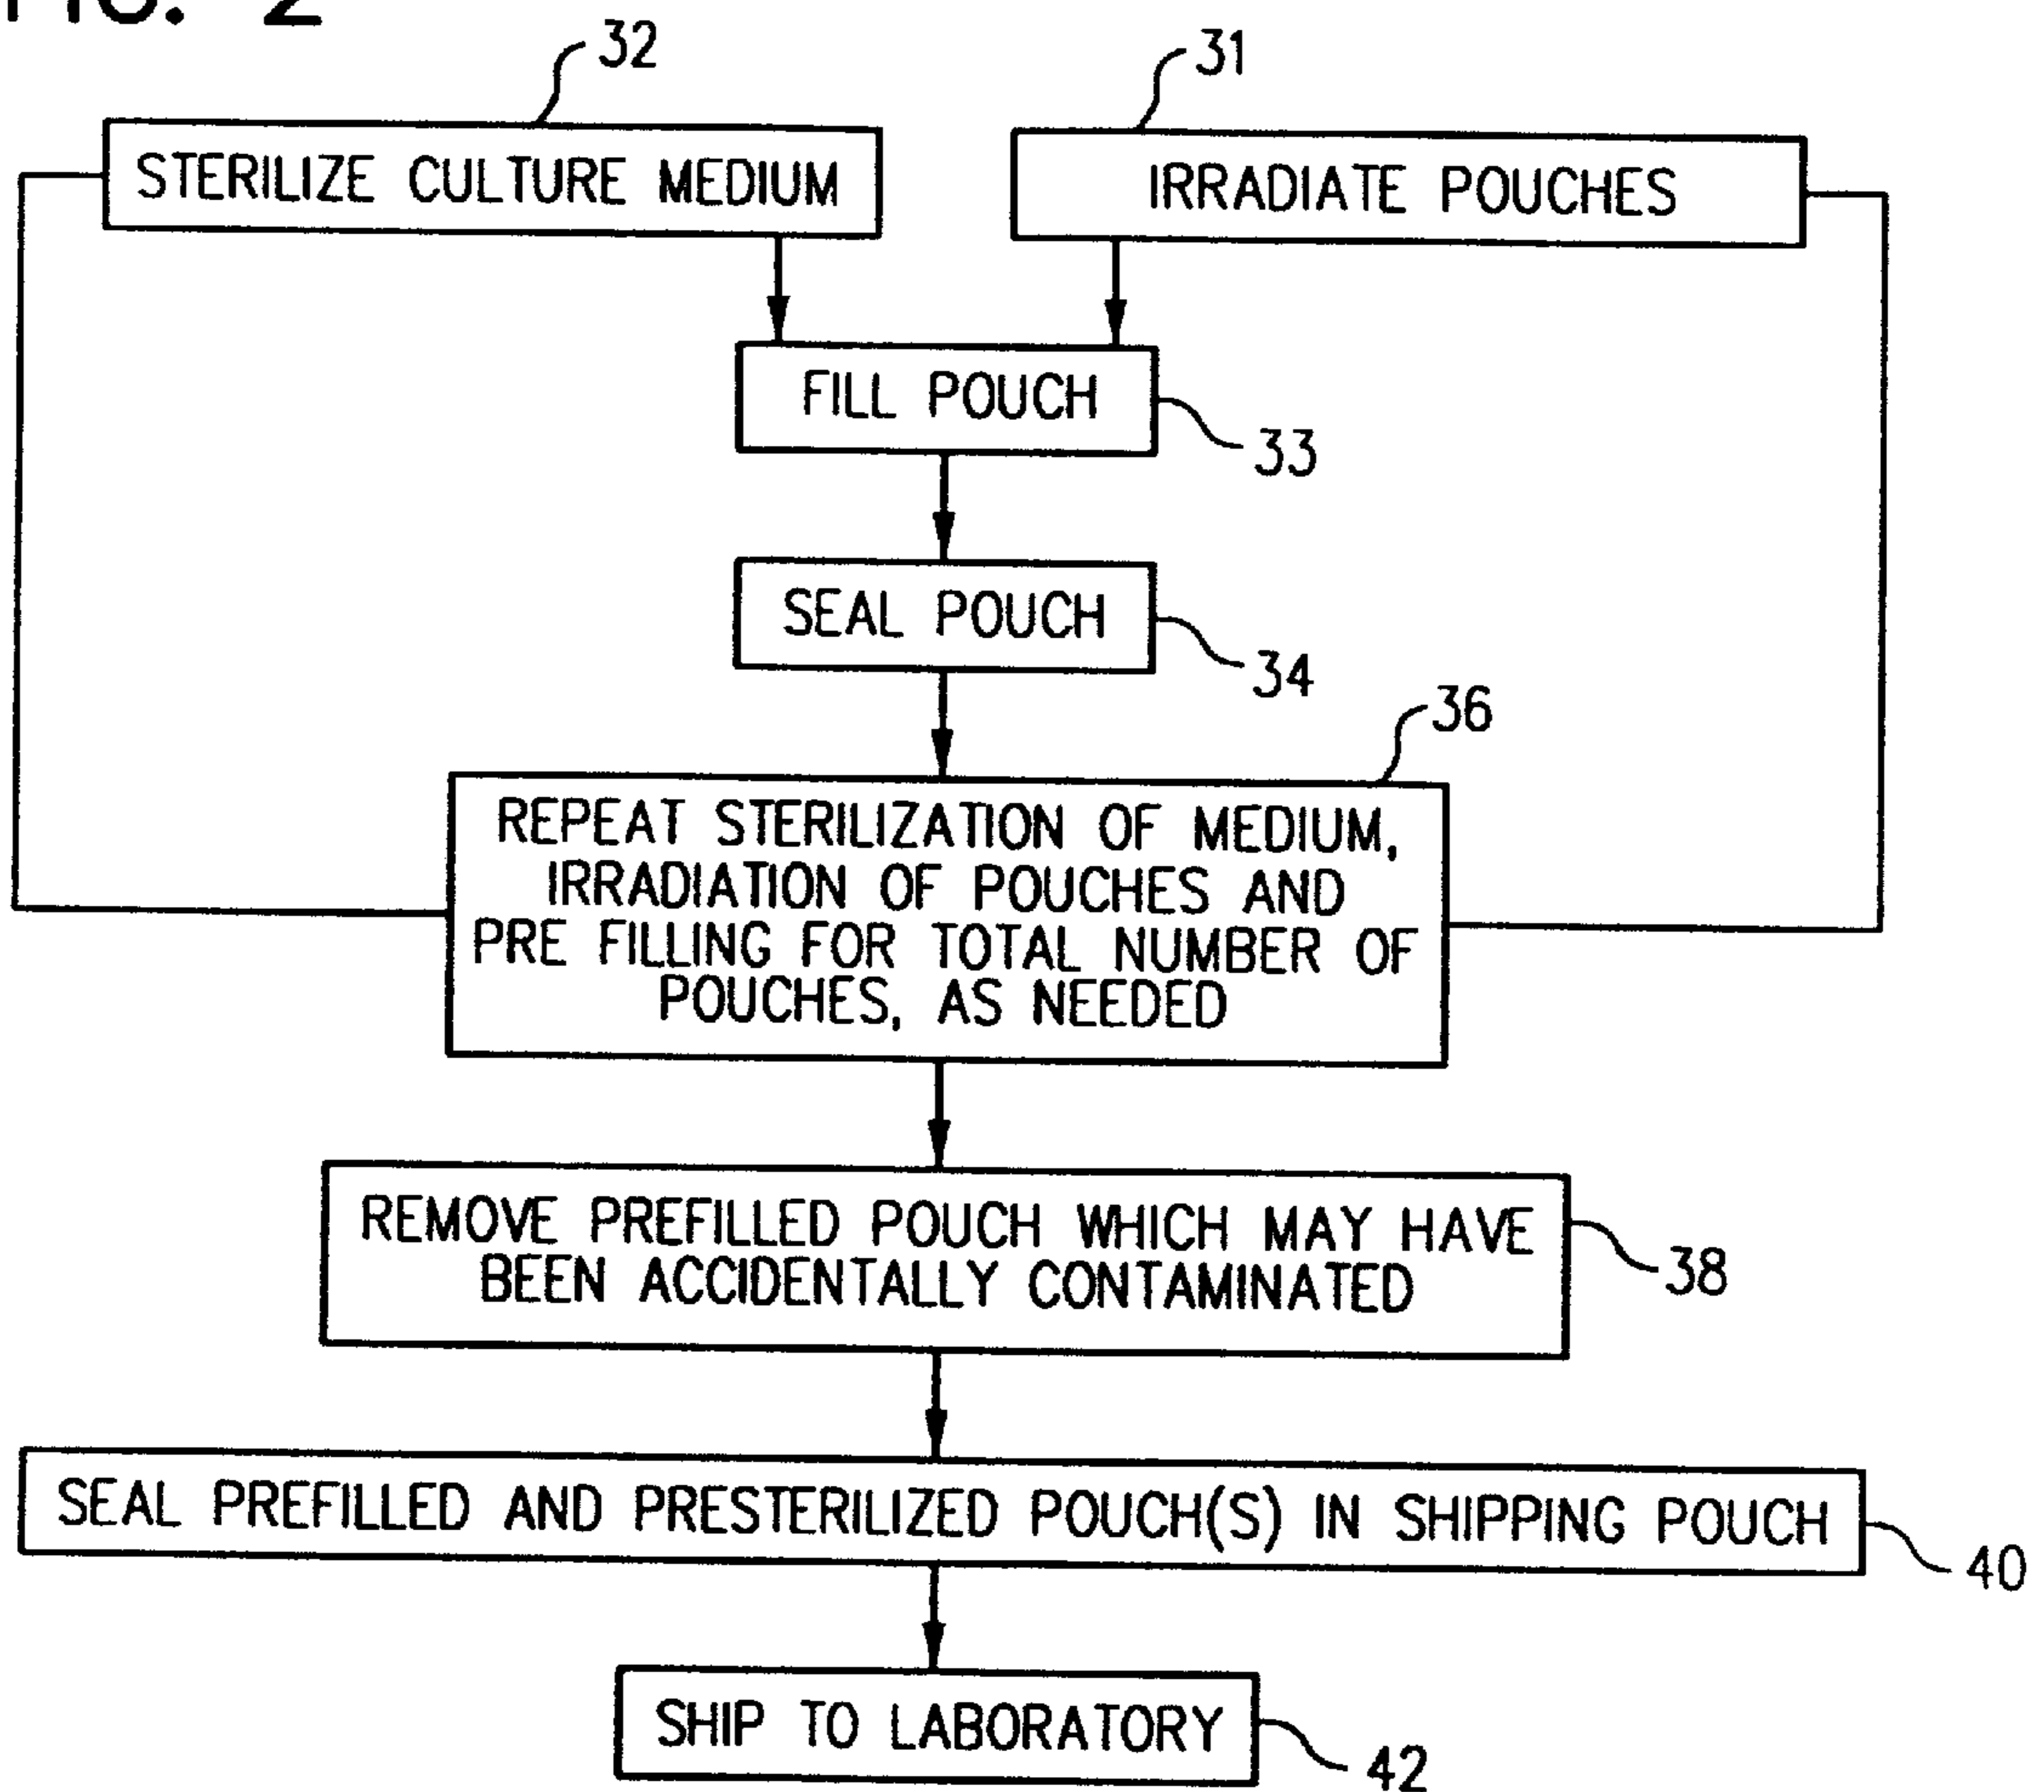 FIG. 2
32
31
STERILIZE CULTURE MEDIUM
IRRADIATE POUCHES
FILL POUCH
33
SEAL POUCH
34
36
REPEAT STERILIZATION OF MEDIUM,
IRRADIATION OF POUCHES AND
PRE FILLING FOR TOTAL NUMBER OF
POUCHES, AS NEEDED
REMOVE PREFILLED POUCH WHICH MAY HAVE
BEEN ACCIDENTALLY CONTAMINATED
38
SEAL PREFILLED AND PRESTERILIZED POUCH(S) IN SHIPPING POUCH
40
SHIP TO LABORATORY
42